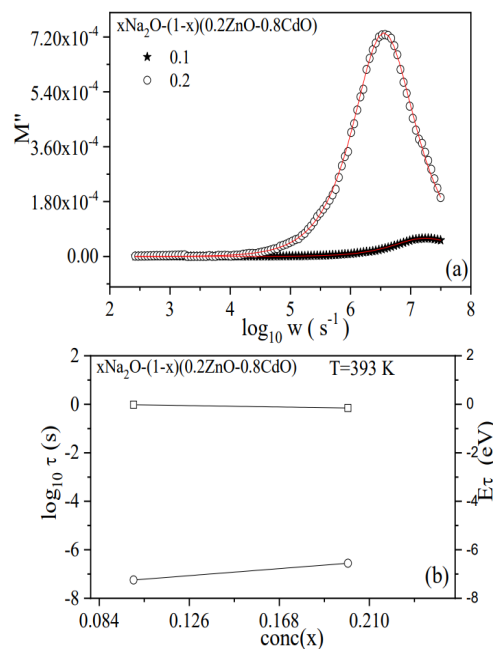 xNa₂O-(1-x)(0.2ZnO-0.8CdO)
0.1
0.2
M''
7.20x10⁻⁴
5.40x10⁻⁴
3.60x10⁻⁴
1.80x10⁻⁴
0.00
(a)
2 3 4 5 6 7 8
log₁₀ w ( s⁻¹)
xNa₂O-(1-x)(0.2ZnO-0.8CdO) T=393 K
log₁₀ τ (s)
2
0
-2
-4
-6
-8
2
0
-2
-4
-6
-8
Eτ (eV)
(b)
0.084 0.126 0.168 0.210
conc(x)